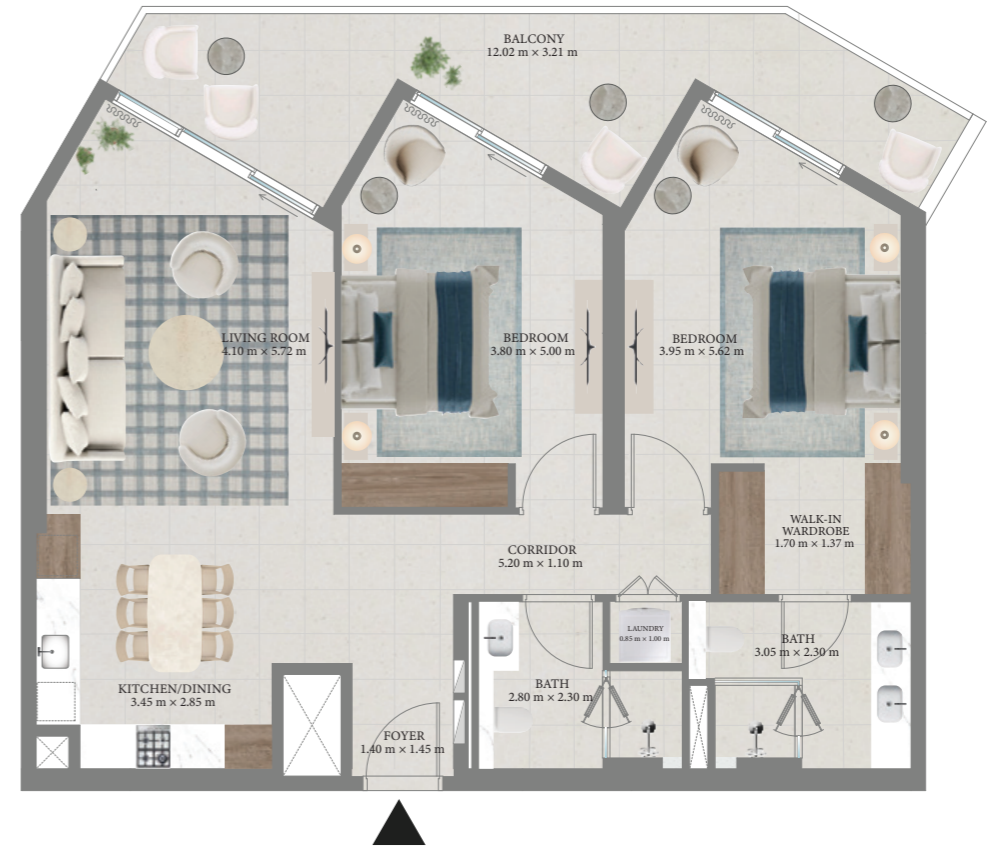 BALCONY
12.02 m × 3.21 m
LIVING ROOM
4.10 m × 5.72 m
BEDROOM
3.80 m × 5.00 m
BEDROOM
3.95 m × 5.62 m
WALK-IN
WARDROBE
1.70 m × 1.37 m
CORRIDOR
5.20 m × 1.10 m
LAUNDRY
0.85 m × 1.00 m
BATH
3.05 m × 2.30 m
KITCHEN/DINING
3.45 m × 2.85 m
BATH
2.80 m × 2.30 m
FOYER
1.40 m × 1.45 m